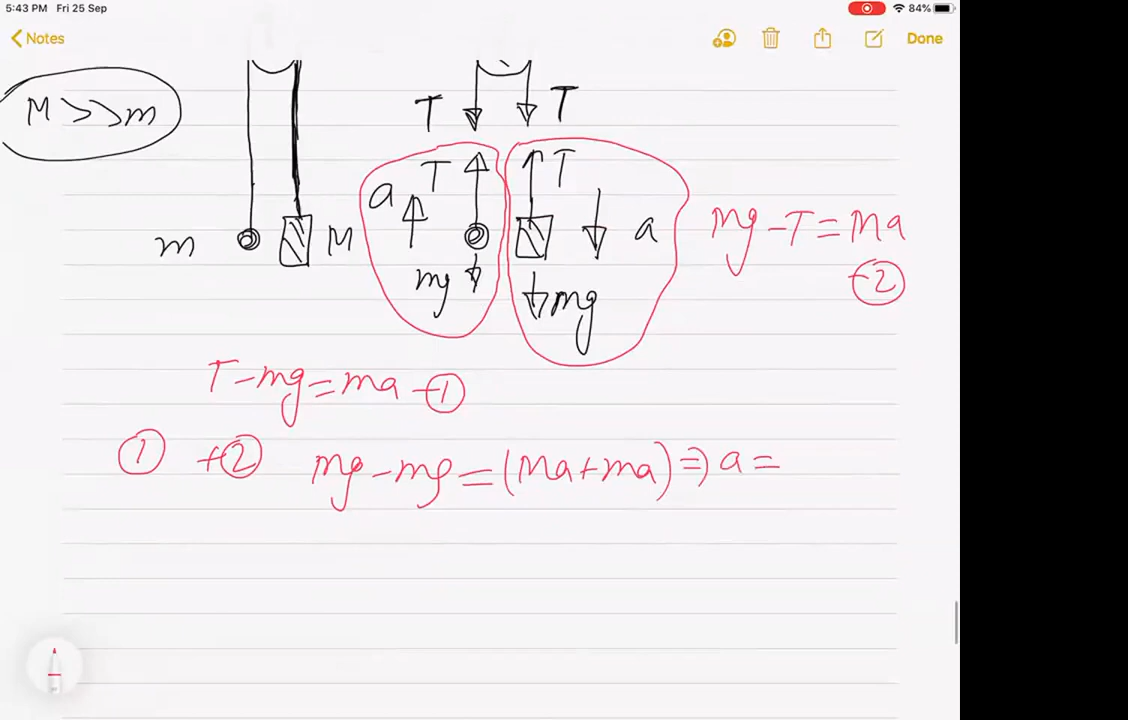 5:43 PM Fri 25 Sep
84%
Notes
Done
M >> m
T T
a T T a
m M
mg Mg
Mg - T = Ma
- ②
T - mg = ma - ①
① + ② Mg - mg = (Ma + ma) ⇒ a =